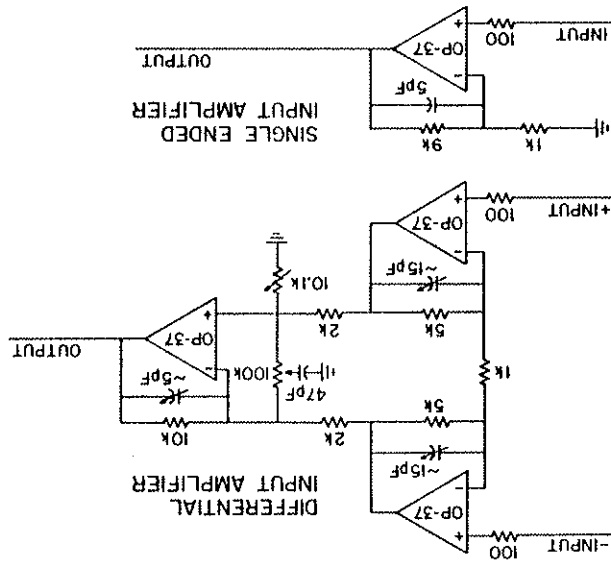 -INPUT
100
OP-37
DIFFERENTIAL
INPUT AMPLIFIER
~15pF
5k
2k
10k
~5pF
47pF
100k
1k
OP-37
OUTPUT
5k
2k
10.1k
~15pF
OP-37
+INPUT
100
1k
9k
SINGLE ENDED
INPUT AMPLIFIER
5pF
OP-37
OUTPUT
INPUT
100